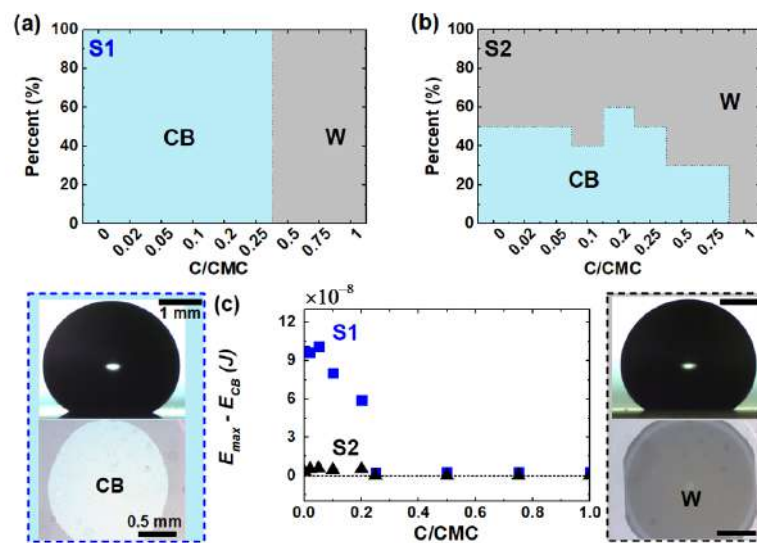 (a)
S1
Percent (%)
100
80
60
40
20
0
CB
W
0 0.02 0.05 0.1 0.2 0.25 0.5 0.75 1
C/CMC
(b)
S2
Percent (%)
100
80
60
40
20
0
CB
W
0 0.02 0.05 0.1 0.2 0.25 0.5 0.75 1
C/CMC
1 mm
CB
0.5 mm
(c)
×10⁻⁸
E_max - E_CB (J)
12
9
6
3
0
S1
S2
0.0 0.2 0.4 0.6 0.8 1.0
C/CMC
W